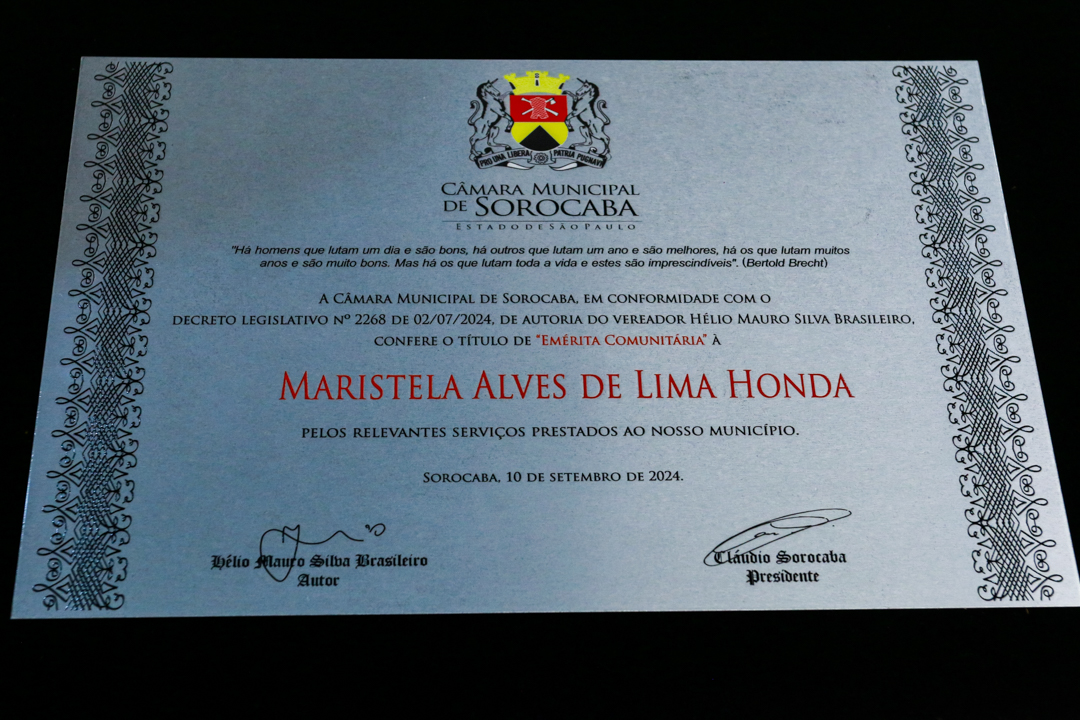 PRO UNA LIBERA PATRIA PUGNAVI
CÂMARA MUNICIPAL
DE SOROCABA
ESTADO DE SÃO PAULO
"Há homens que lutam um dia e são bons, há outros que lutam um ano e são melhores, há os que lutam muitos
anos e são muito bons. Mas há os que lutam toda a vida e estes são imprescindíveis". (Bertold Brecht)
A CÂMARA MUNICIPAL DE SOROCABA, EM CONFORMIDADE COM O
DECRETO LEGISLATIVO Nº 2268 DE 02/07/2024, DE AUTORIA DO VEREADOR HÉLIO MAURO SILVA BRASILEIRO,
CONFERE O TÍTULO DE "EMÉRITA COMUNITÁRIA" À
MARISTELA ALVES DE LIMA HONDA
PELOS RELEVANTES SERVIÇOS PRESTADOS AO NOSSO MUNICÍPIO.
SOROCABA, 10 DE SETEMBRO DE 2024.
Hélio Mauro Silva Brasileiro
Autor
Cláudio Sorocaba
Presidente